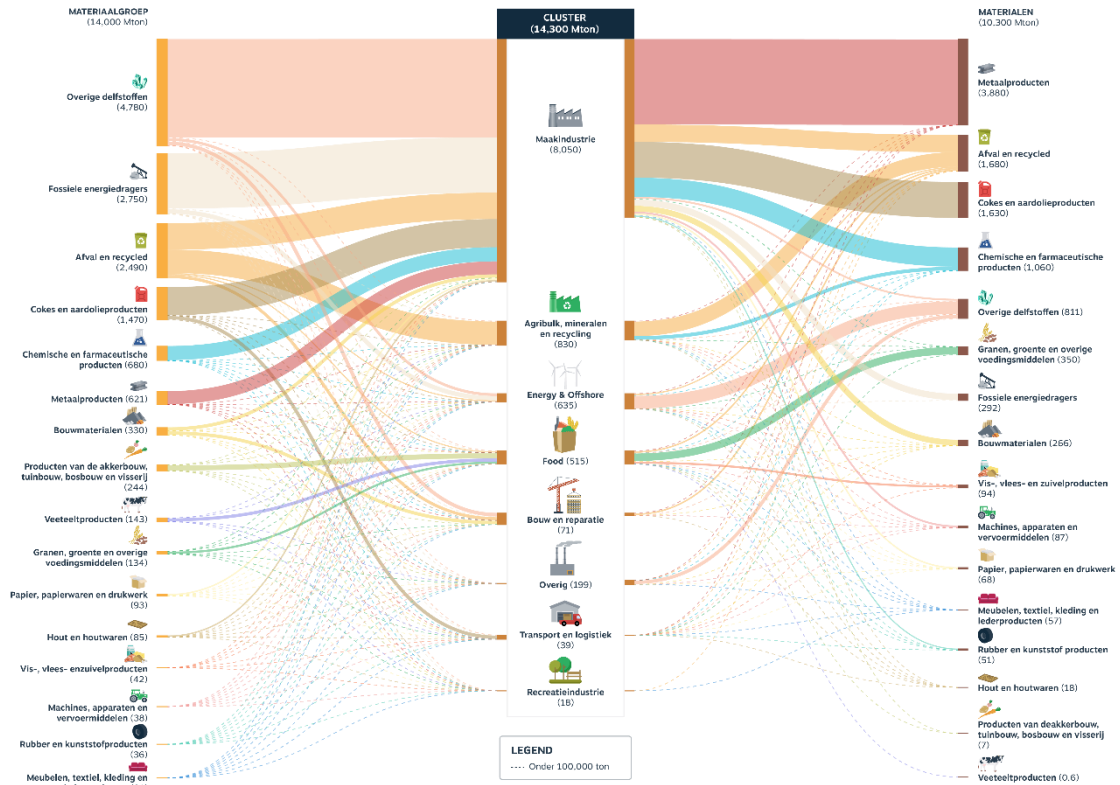 MATERIAALGROEP
(14.000 Mton)
Overige delfstoffen
(4,780)
Fossiele energiedragers
(2,750)
Afval en recycled
(2,490)
Cokes en aardolieproducten
(1,470)
Chemische en farmaceutische
producten (680)
Metaalproducten (621)
Bouwmaterialen (330)
Producten van de akkerbouw,
tuinbouw, bosbouw en visserij
(244)
Veeteeltproducten (143)
Granen, groente en overige
voedingsmiddelen (134)
Papier, papierwaren en drukwerk
(93)
Hout en houtwaren (85)
Vis-, vlees- enzuivelproducten
(42)
Machines, apparaten en
vervoermiddelen (38)
Rubber en kunststofproducten
(36)
Meubelen, textiel, kleding en
CLUSTER
(14,300 Mton)
Maakindustrie
(8,050)
Agribulk, mineralen
en recycling
(830)
Energy & Offshore
(635)
Food (515)
Bouw en reparatie
(71)
Overig (199)
Transport en logistiek
(39)
Recreatieindustrie
(18)
LEGEND
--- Onder 100,000 ton
MATERIALEN
(10,300 Mton)
Metaalproducten
(3,880)
Afval en recycled
(1,680)
Cokes en aardolieproducten
(1,630)
Chemische en farmaceutische
producten (1,060)
Overige delfstoffen (811)
Granen, groente en overige
voedingsmiddelen (350)
Fossiele energiedragers
(292)
Bouwmaterialen (266)
Vis-, vlees- en zuivelproducten
(94)
Machines, apparaten en
vervoermiddelen (87)
Papier, papierwaren en drukwerk
(68)
Meubelen, textiel, kleding en
lederproducten (57)
Rubber en kunststof producten
(51)
Hout en houtwaren (18)
Producten van deakkerbouw,
tuinbouw, bosbouw en visserij
(7)
Veeteeltproducten (0.6)